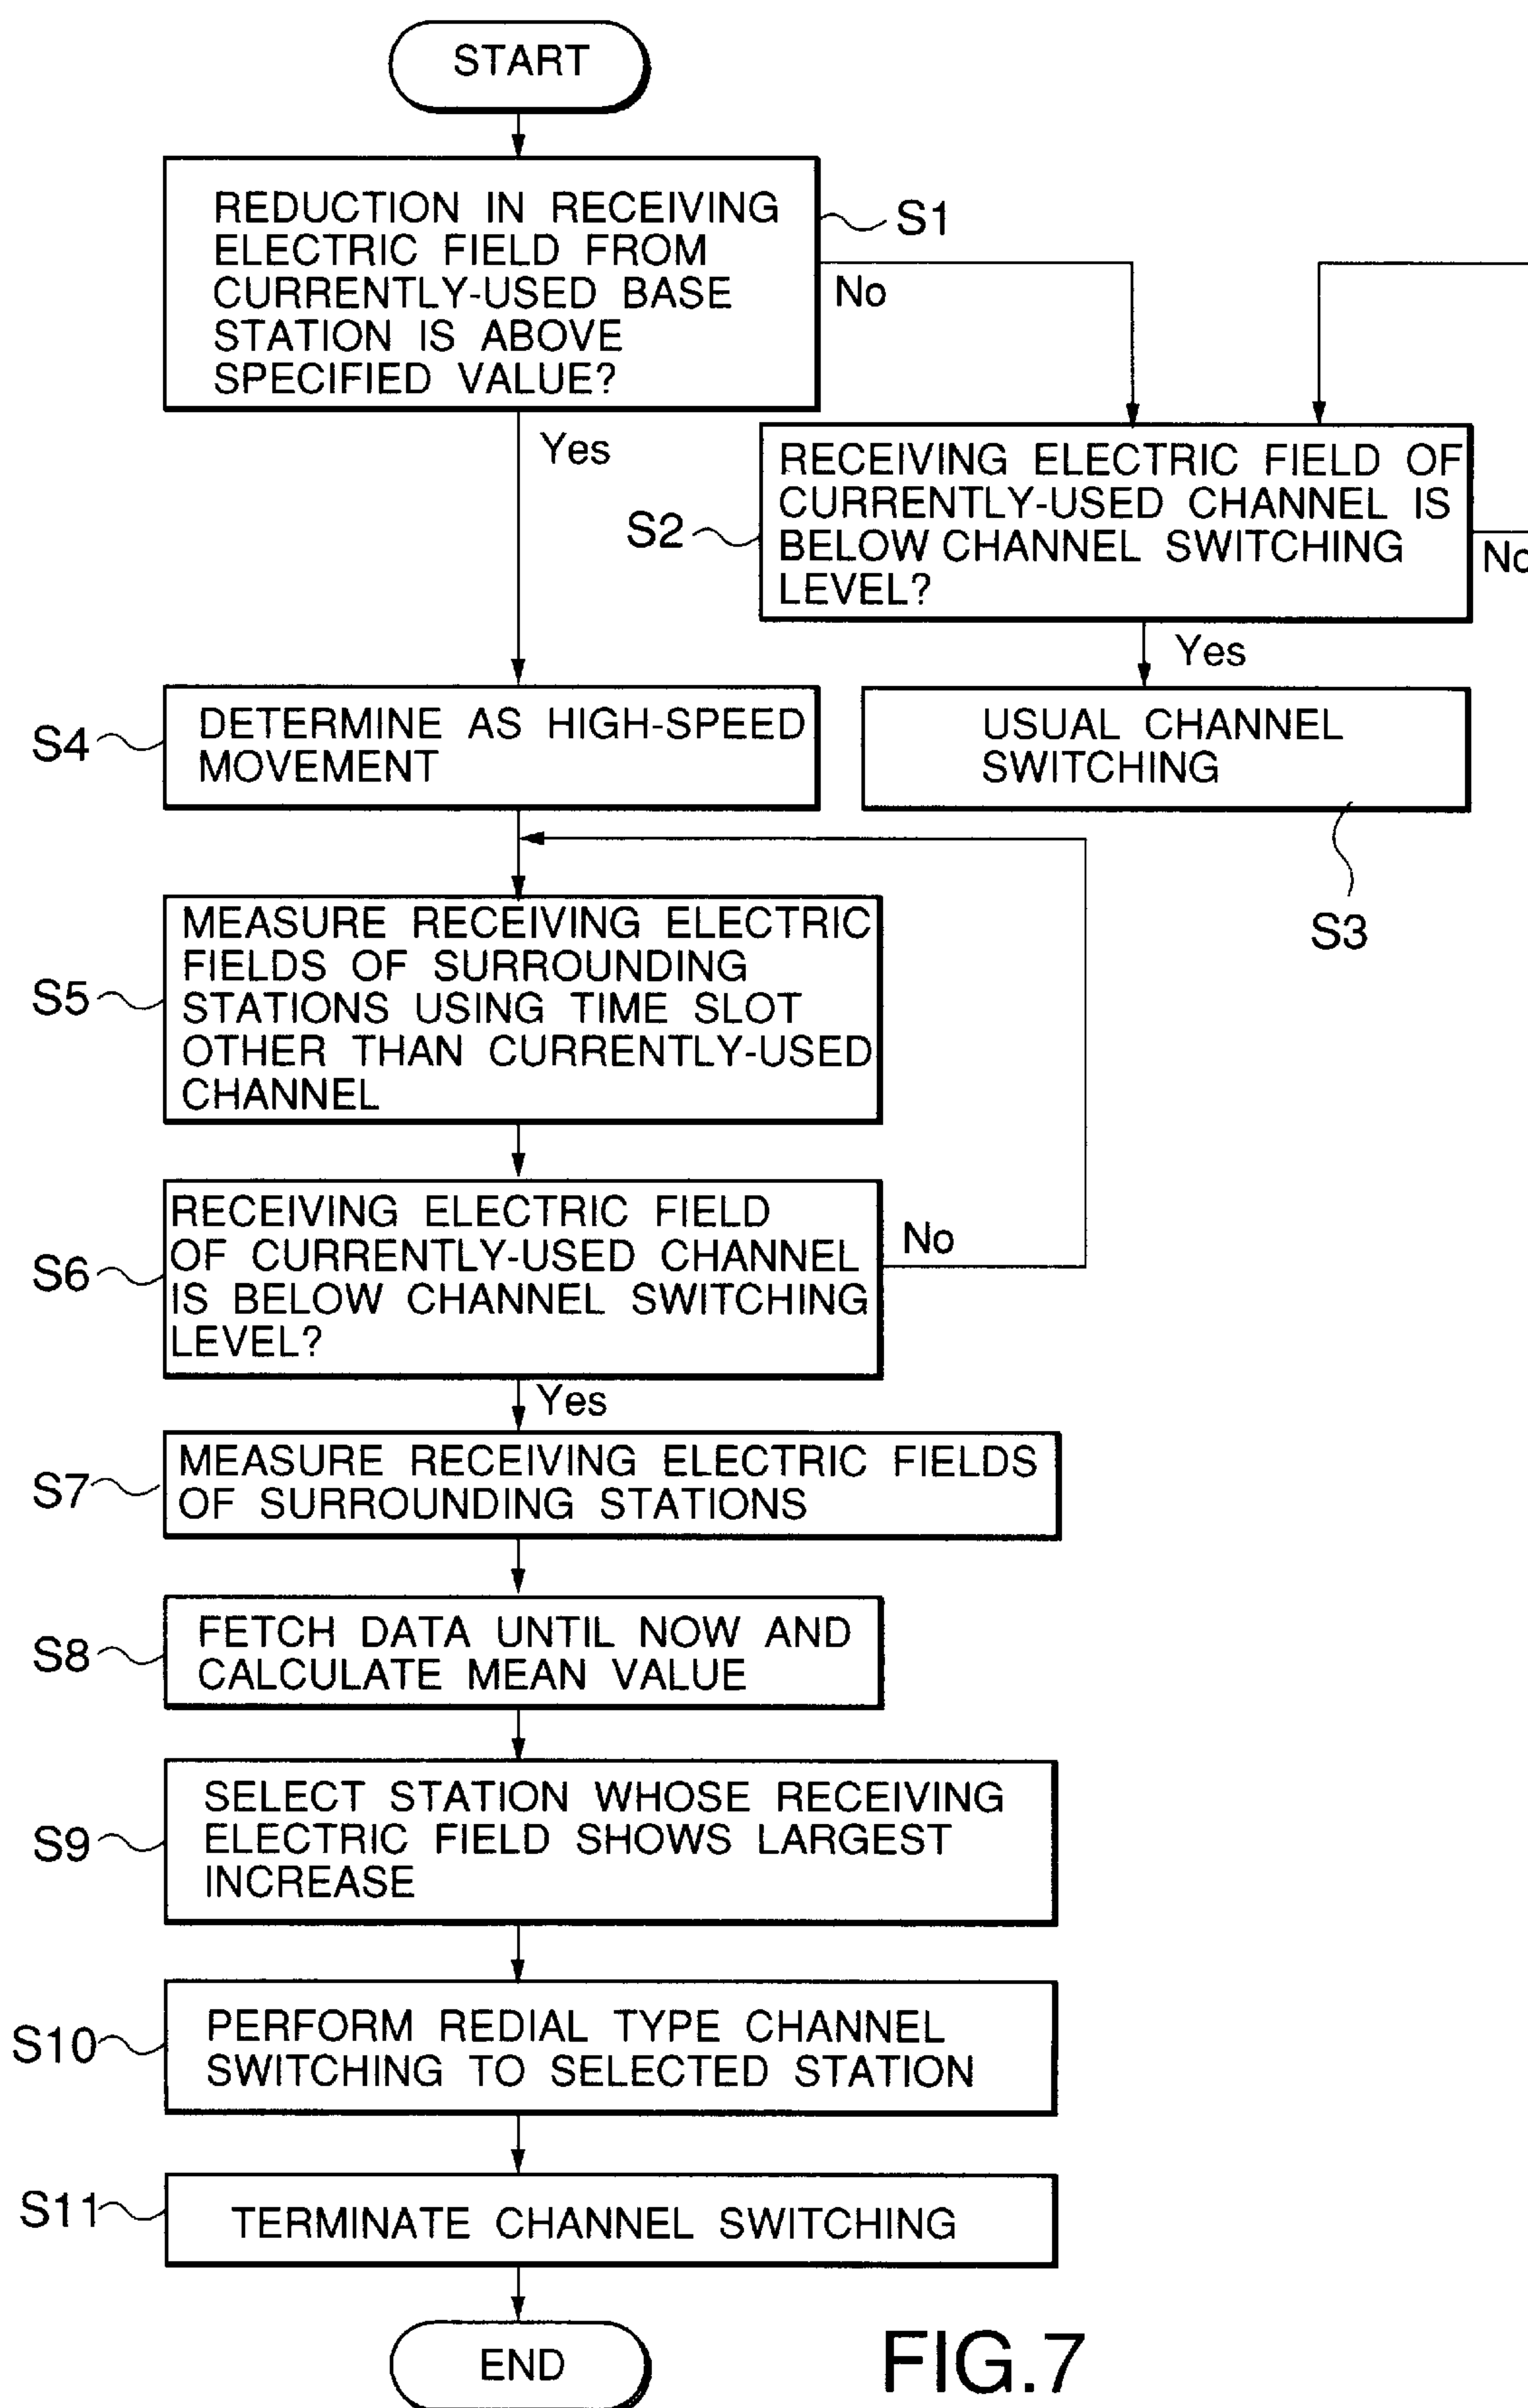 START
REDUCTION IN RECEIVING
ELECTRIC FIELD FROM
CURRENTLY-USED BASE
STATION IS ABOVE
SPECIFIED VALUE?
S1
No
Yes
RECEIVING ELECTRIC FIELD OF
CURRENTLY-USED CHANNEL IS
BELOW CHANNEL SWITCHING
LEVEL?
S2
No
Yes
S4
DETERMINE AS HIGH-SPEED
MOVEMENT
USUAL CHANNEL
SWITCHING
S3
S5
MEASURE RECEIVING ELECTRIC
FIELDS OF SURROUNDING
STATIONS USING TIME SLOT
OTHER THAN CURRENTLY-USED
CHANNEL
S6
RECEIVING ELECTRIC FIELD
OF CURRENTLY-USED CHANNEL
IS BELOW CHANNEL SWITCHING
LEVEL?
No
Yes
S7
MEASURE RECEIVING ELECTRIC FIELDS
OF SURROUNDING STATIONS
S8
FETCH DATA UNTIL NOW AND
CALCULATE MEAN VALUE
S9
SELECT STATION WHOSE RECEIVING
ELECTRIC FIELD SHOWS LARGEST
INCREASE
S10
PERFORM REDIAL TYPE CHANNEL
SWITCHING TO SELECTED STATION
S11
TERMINATE CHANNEL SWITCHING
END
FIG.7